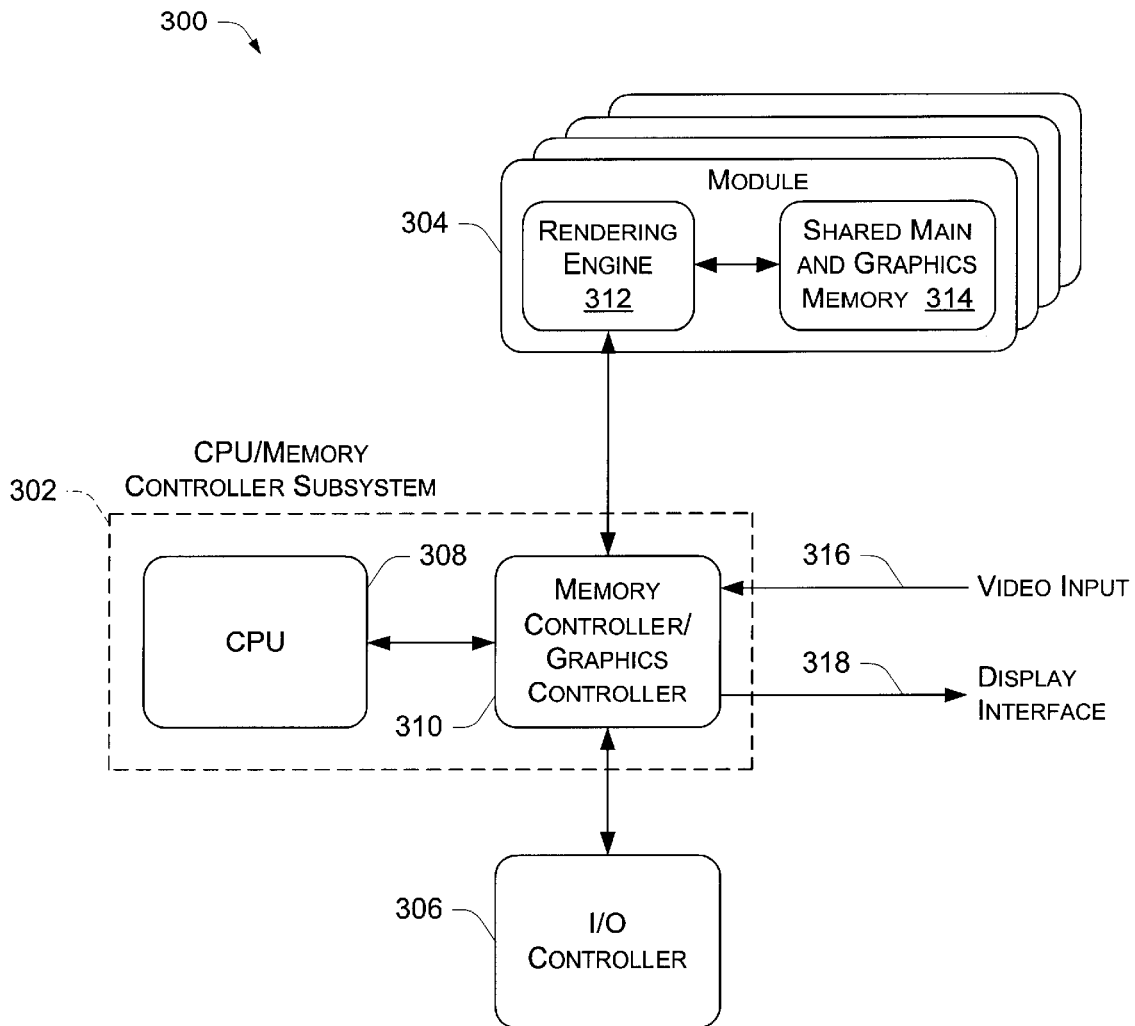 300
MODULE
304
RENDERING
ENGINE
312
SHARED MAIN
AND GRAPHICS
MEMORY 314
CPU/MEMORY
CONTROLLER SUBSYSTEM
302
308
CPU
MEMORY
CONTROLLER/
GRAPHICS
CONTROLLER
310
316
VIDEO INPUT
318
DISPLAY
INTERFACE
306
I/O
CONTROLLER